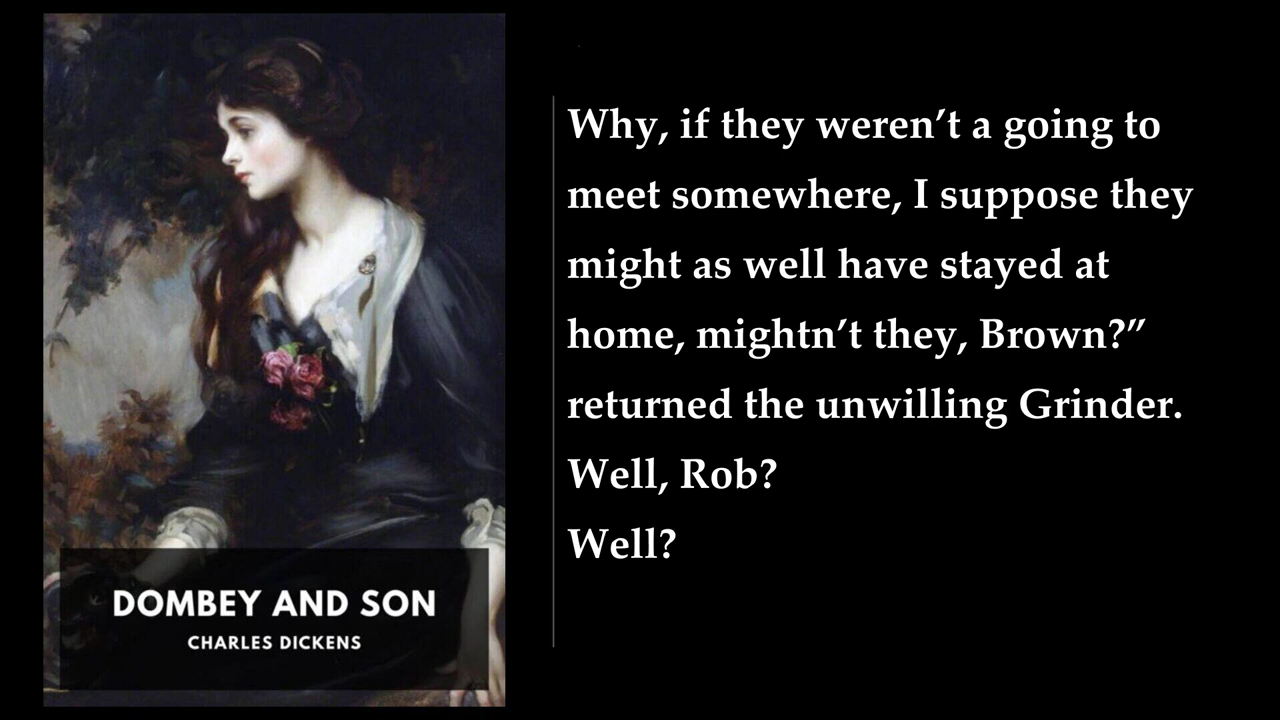 DOMBEY AND SON
CHARLES DICKENS
Why, if they weren’t a going to
meet somewhere, I suppose they
might as well have stayed at
home, mightn’t they, Brown?”
returned the unwilling Grinder.
Well, Rob?
Well?